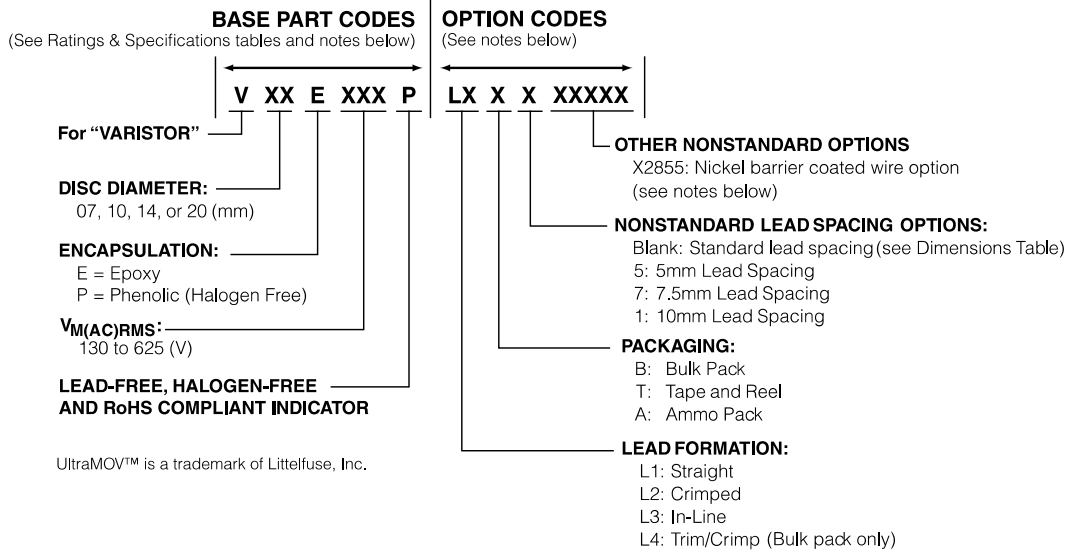 BASE PART CODES
(See Ratings & Specifications tables and notes below)
OPTION CODES
(See notes below)
V XX E XXX P LX X X XXXXX
For “VARISTOR”
DISC DIAMETER:
07, 10, 14, or 20 (mm)
ENCAPSULATION:
E = Epoxy
P = Phenolic (Halogen Free)
VM(AC)RMS:
130 to 625 (V)
LEAD-FREE, HALOGEN-FREE
AND RoHS COMPLIANT INDICATOR
UltraMOV™ is a trademark of Littelfuse, Inc.
OTHER NONSTANDARD OPTIONS
X2855: Nickel barrier coated wire option
(see notes below)
NONSTANDARD LEAD SPACING OPTIONS:
Blank: Standard lead spacing (see Dimensions Table)
5: 5mm Lead Spacing
7: 7.5mm Lead Spacing
1: 10mm Lead Spacing
PACKAGING:
B: Bulk Pack
T: Tape and Reel
A: Ammo Pack
LEAD FORMATION:
L1: Straight
L2: Crimped
L3: In-Line
L4: Trim/Crimp (Bulk pack only)